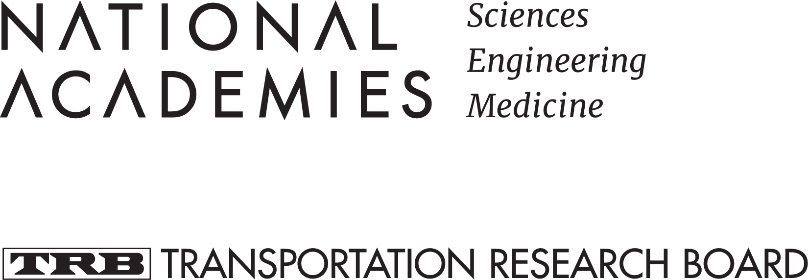 NATIONAL
ACADEMIES
Sciences
Engineering
Medicine
TRB TRANSPORTATION RESEARCH BOARD